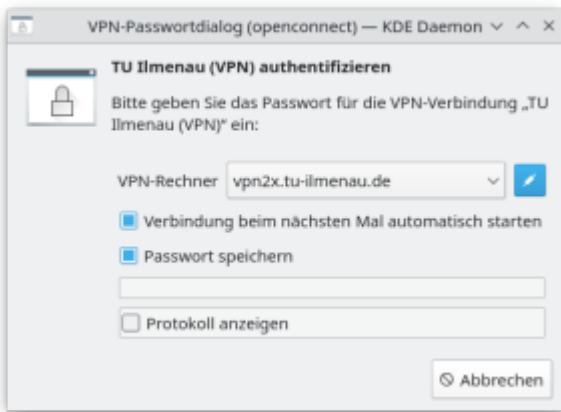 VPN-Passwortdialog (openconnect) — KDE Daemon
TU Ilmenau (VPN) authentifizieren
Bitte geben Sie das Passwort für die VPN-Verbindung „TU
Ilmenau (VPN)“ ein:
VPN-Rechner vpn2x.tu-ilmenau.de
Verbindung beim nächsten Mal automatisch starten
Passwort speichern
Protokoll anzeigen
Abbrechen